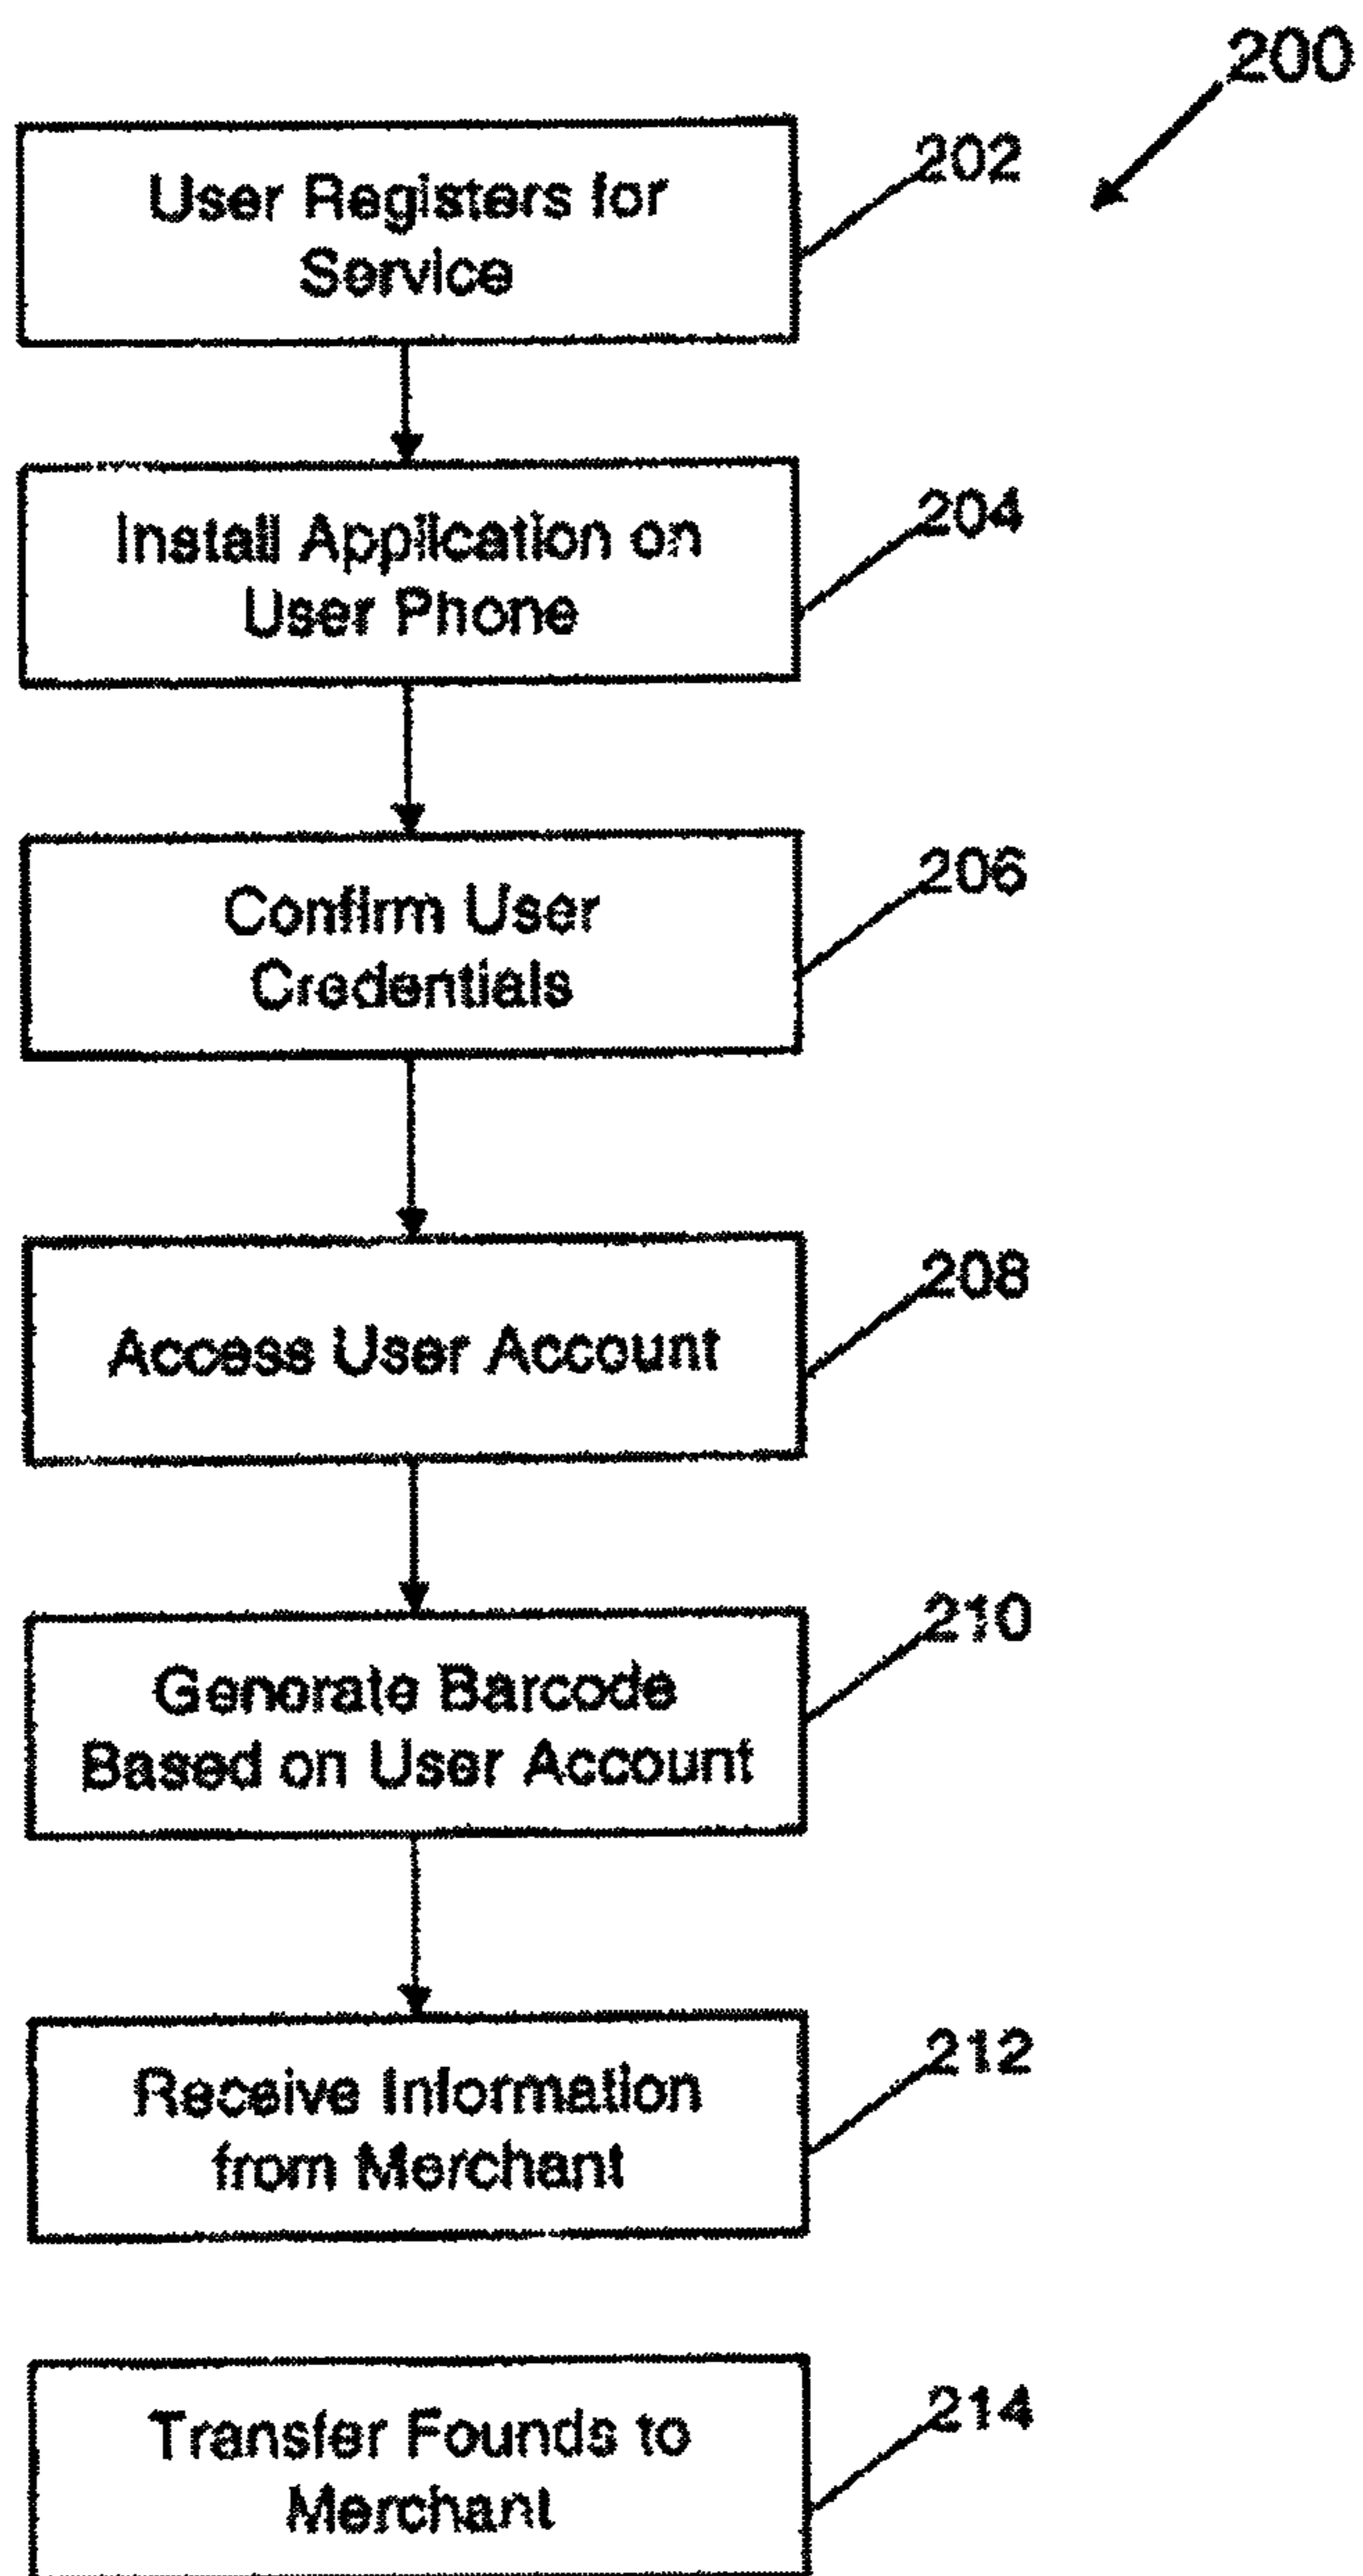 200
User Registers for
Service
202
Install Application on
User Phone
204
Confirm User
Credentials
206
Access User Account
208
Generate Barcode
Based on User Account
210
Receive Information
from Merchant
212
Transfer Founds to
Merchant
214